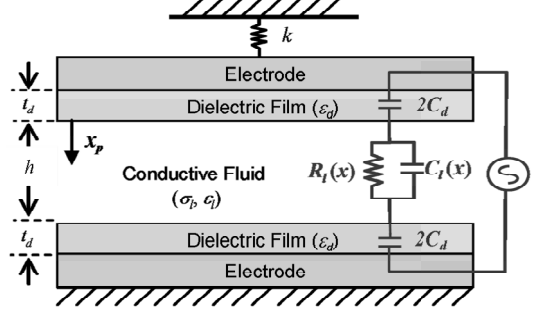 k
Electrode
t_d
Dielectric Film (ε_d)
2C_d
x_p
h
Conductive Fluid
R_l(x)
C_l(x)
(σ_l, ε_l)
t_d
Dielectric Film (ε_d)
2C_d
Electrode